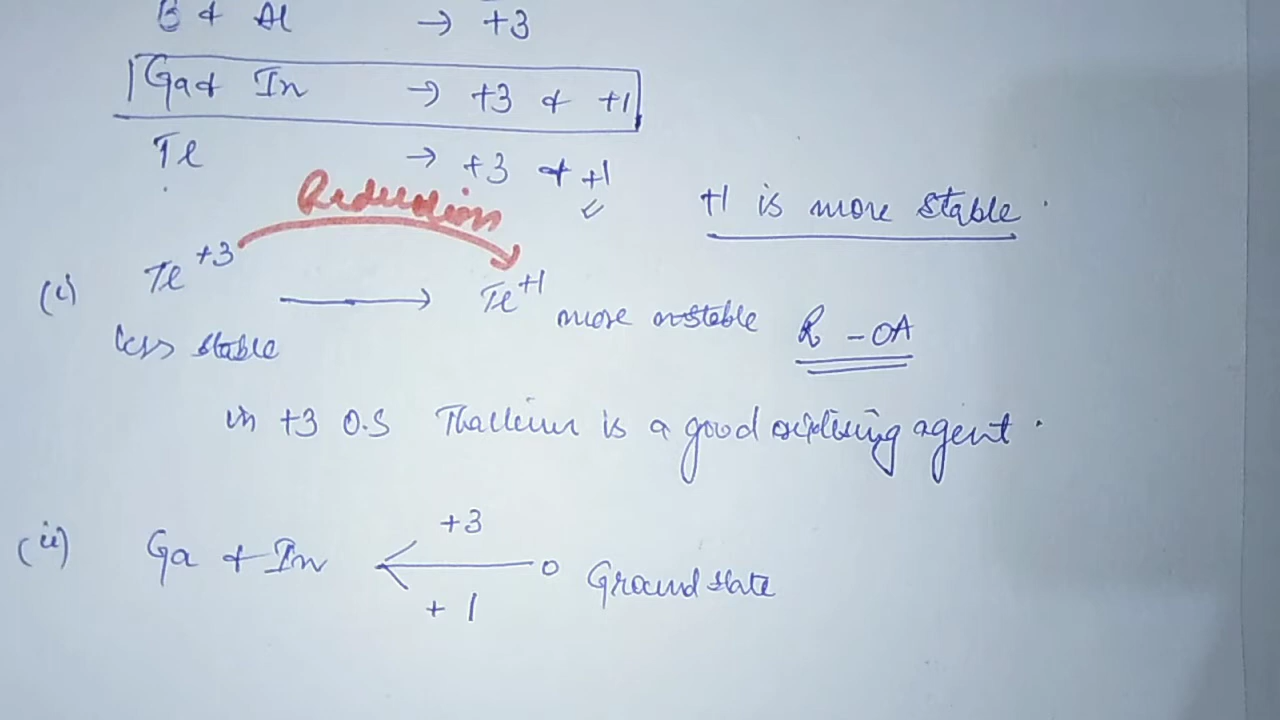 B & Al → +3
Ga & In → +3 & +1
Tl → +3 & +1
Reduction
+1 is more stable.
(i) Tl +3 → Tl +1 more stable
less stable
R - OA
in +3 O.S Thallium is a good oxidising agent.
(ii) Ga & In +3 +1 0 Ground state